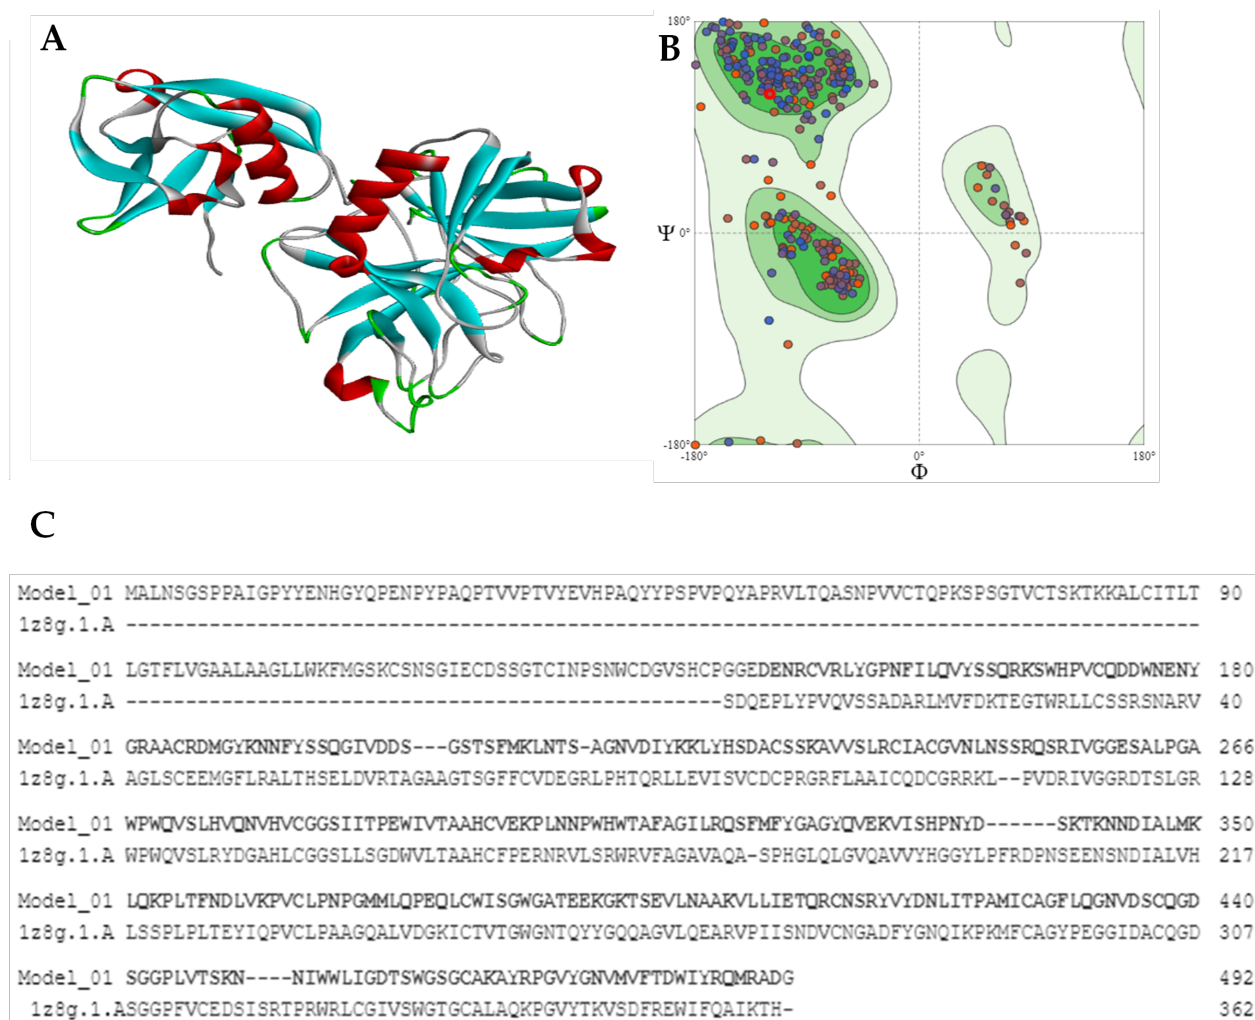 A
B
180°
Ψ 0°
-180°
-180° 0° 180°
Φ
C
Model_01 MALNSGSPPAIGPYYENHGYQPENPYPAQPTVVPTVYEVHPAQYYPSPVPQYAPRVLTQASNPVVCTQPKSPSGTVCTSKTKKALCITLT 90
1z8g.1.A ------------------------------------------------------------------------------------------
Model_01 LGTFLVGAALAAGLLWKFMGSKCSNSGIECDSSGTCINPSNWCDGVSHCPGGEDENRCVRLYGPNFILQVYSSQRKSWHPVCQDDWNENY 180
1z8g.1.A --------------------------------------------------SDQEPLYPVQVSSADARLMVFDKTEGTWRLLCSSRSNARV 40
Model_01 GRAACRDMGYKNNFYSSQGIVDDS---GSTSFMKLNTS-AGNVDIYKKLYHSDACSSKAVVSLRCIACGVNLNSSRQSRIVGGESALPGA 266
1z8g.1.A AGLSCEEMGFLRALTHSELDVRTAGAAGTSGFFCVDEGRLPHTQRLLEVISVCDCPRGRFLAAICQDCGRRKL--PVDRIVGGRDTSLGR 128
Model_01 WPWQVSLHVQNVHVCGGSIITPEWIVTAAHCVEKPLNNPWHWTAFAGILRQSFMFYGAGYQVEKVISHPNYD------SKTKNNDIALMK 350
1z8g.1.A WPWQVSLRYDGAHLCGGSLLSGDWVLTAAHCFPERNRVLSRWRVFAGAVAQA-SPHGLQLGVQAVVYHGGYLPFRDPNSEENSNDIALVH 217
Model_01 LQKPLTFNDLVKPVCLPNPGMMLQPEQLCWISGWGATEEKGKTSEVLNAAKVLLIETQRCNSRYVYDNLITPAMICAGFLQGNVDSCQGD 440
1z8g.1.A LSSPLPLTEYIQPVCLPAAGQALVDGKICTVTGWGNTQYYGQQAGVLQEARVPIISNDVCNGADFYGNQIKPKMFCAGYPEGGIDACQGD 307
Model_01 SGGPLVTSKN----NIWWLIGDTSWGSGCAKAYRPGVYGNVMVFTDWIYRQMRADG 492
1z8g.1.ASGGPFVCEDSISRTPRWRLCGIVSWGTGCALAQKPGVYTKVSDFREWIFQAIKTH- 362